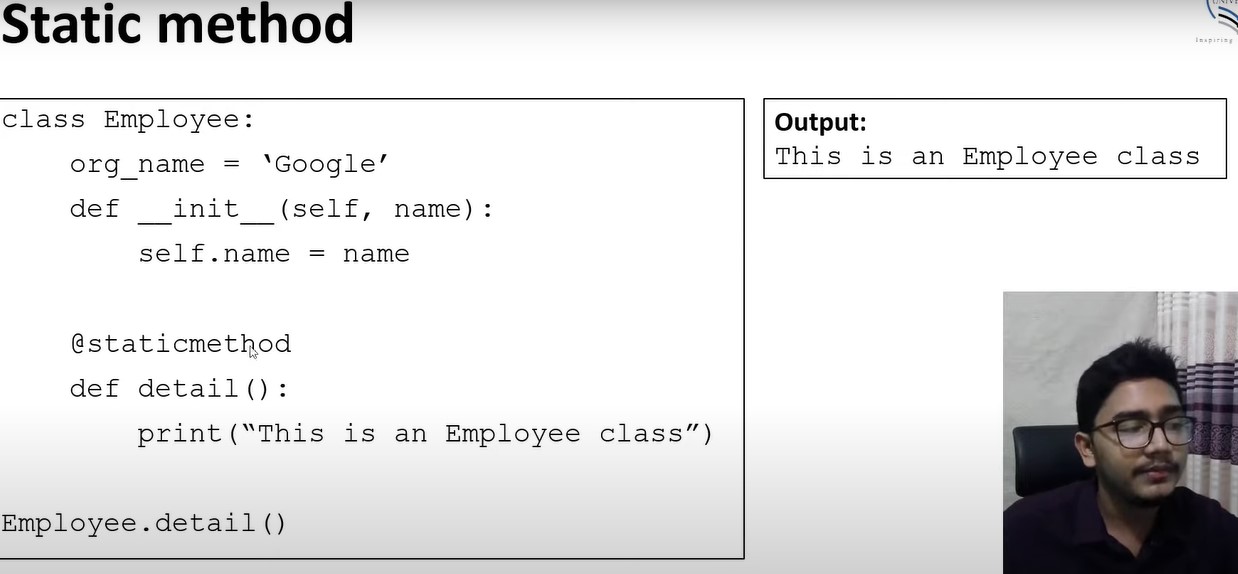 Static method
class Employee:
org_name = ‘Google’
def __init__(self, name):
self.name = name
@staticmethod
def detail():
print(“This is an Employee class”)
Employee.detail()
Output:
This is an Employee class
Inspiring